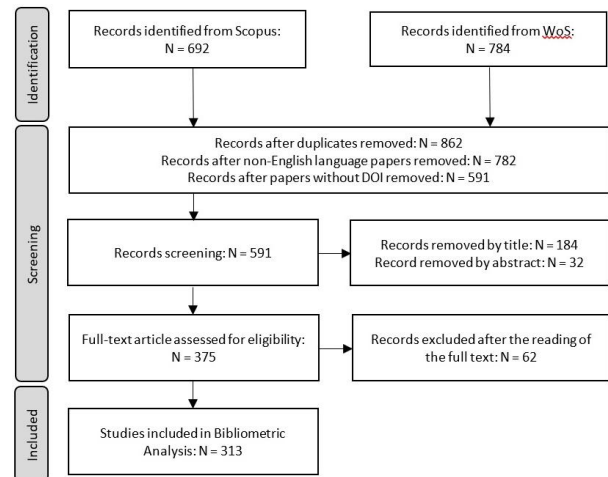 Identification
Records identified from Scopus:
N = 692
Records identified from WoS:
N = 784
Screening
Records after duplicates removed: N = 862
Records after non-English language papers removed: N = 782
Records after papers without DOI removed: N = 591
Records screening: N = 591
Records removed by title: N = 184
Record removed by abstract: N = 32
Full-text article assessed for eligibility:
N = 375
Records excluded after the reading of
the full text: N = 62
Included
Studies included in Bibliometric
Analysis: N = 313